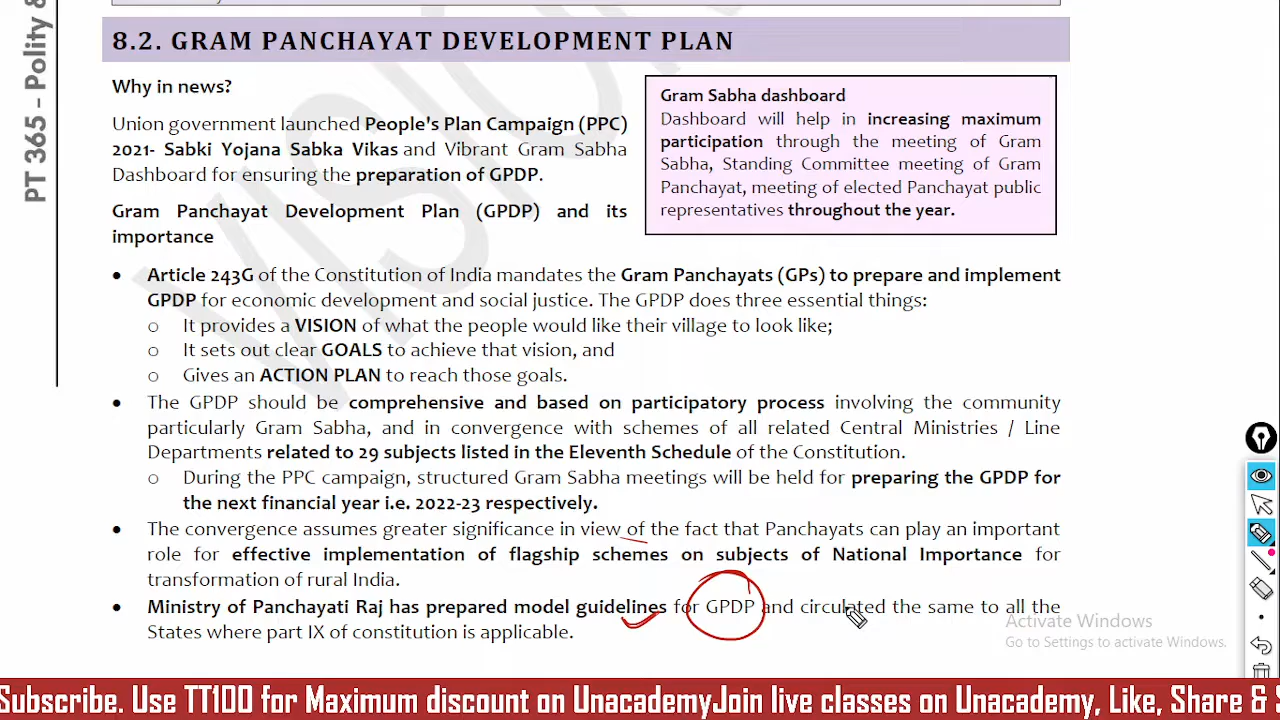 PT 365 - Polity &
8.2. GRAM PANCHAYAT DEVELOPMENT PLAN
Why in news?
Union government launched People's Plan Campaign (PPC)
2021- Sabki Yojana Sabka Vikas and Vibrant Gram Sabha
Dashboard for ensuring the preparation of GPDP.
Gram Panchayat Development Plan (GPDP) and its
importance
Gram Sabha dashboard
Dashboard will help in increasing maximum
participation through the meeting of Gram
Sabha, Standing Committee meeting of Gram
Panchayat, meeting of elected Panchayat public
representatives throughout the year.
• Article 243G of the Constitution of India mandates the Gram Panchayats (GPs) to prepare and implement
GPDP for economic development and social justice. The GPDP does three essential things:
o It provides a VISION of what the people would like their village to look like;
o It sets out clear GOALS to achieve that vision, and
o Gives an ACTION PLAN to reach those goals.
• The GPDP should be comprehensive and based on participatory process involving the community
particularly Gram Sabha, and in convergence with schemes of all related Central Ministries / Line
Departments related to 29 subjects listed in the Eleventh Schedule of the Constitution.
o During the PPC campaign, structured Gram Sabha meetings will be held for preparing the GPDP for
the next financial year i.e. 2022-23 respectively.
• The convergence assumes greater significance in view of the fact that Panchayats can play an important
role for effective implementation of flagship schemes on subjects of National Importance for
transformation of rural India.
• Ministry of Panchayati Raj has prepared model guidelines for GPDP and circulated the same to all the
States where part IX of constitution is applicable.
Activate Windows
Go to Settings to activate Windows.
Subscribe. Use TT100 for Maximum discount on UnacademyJoin live classes on Unacademy, Like, Share &